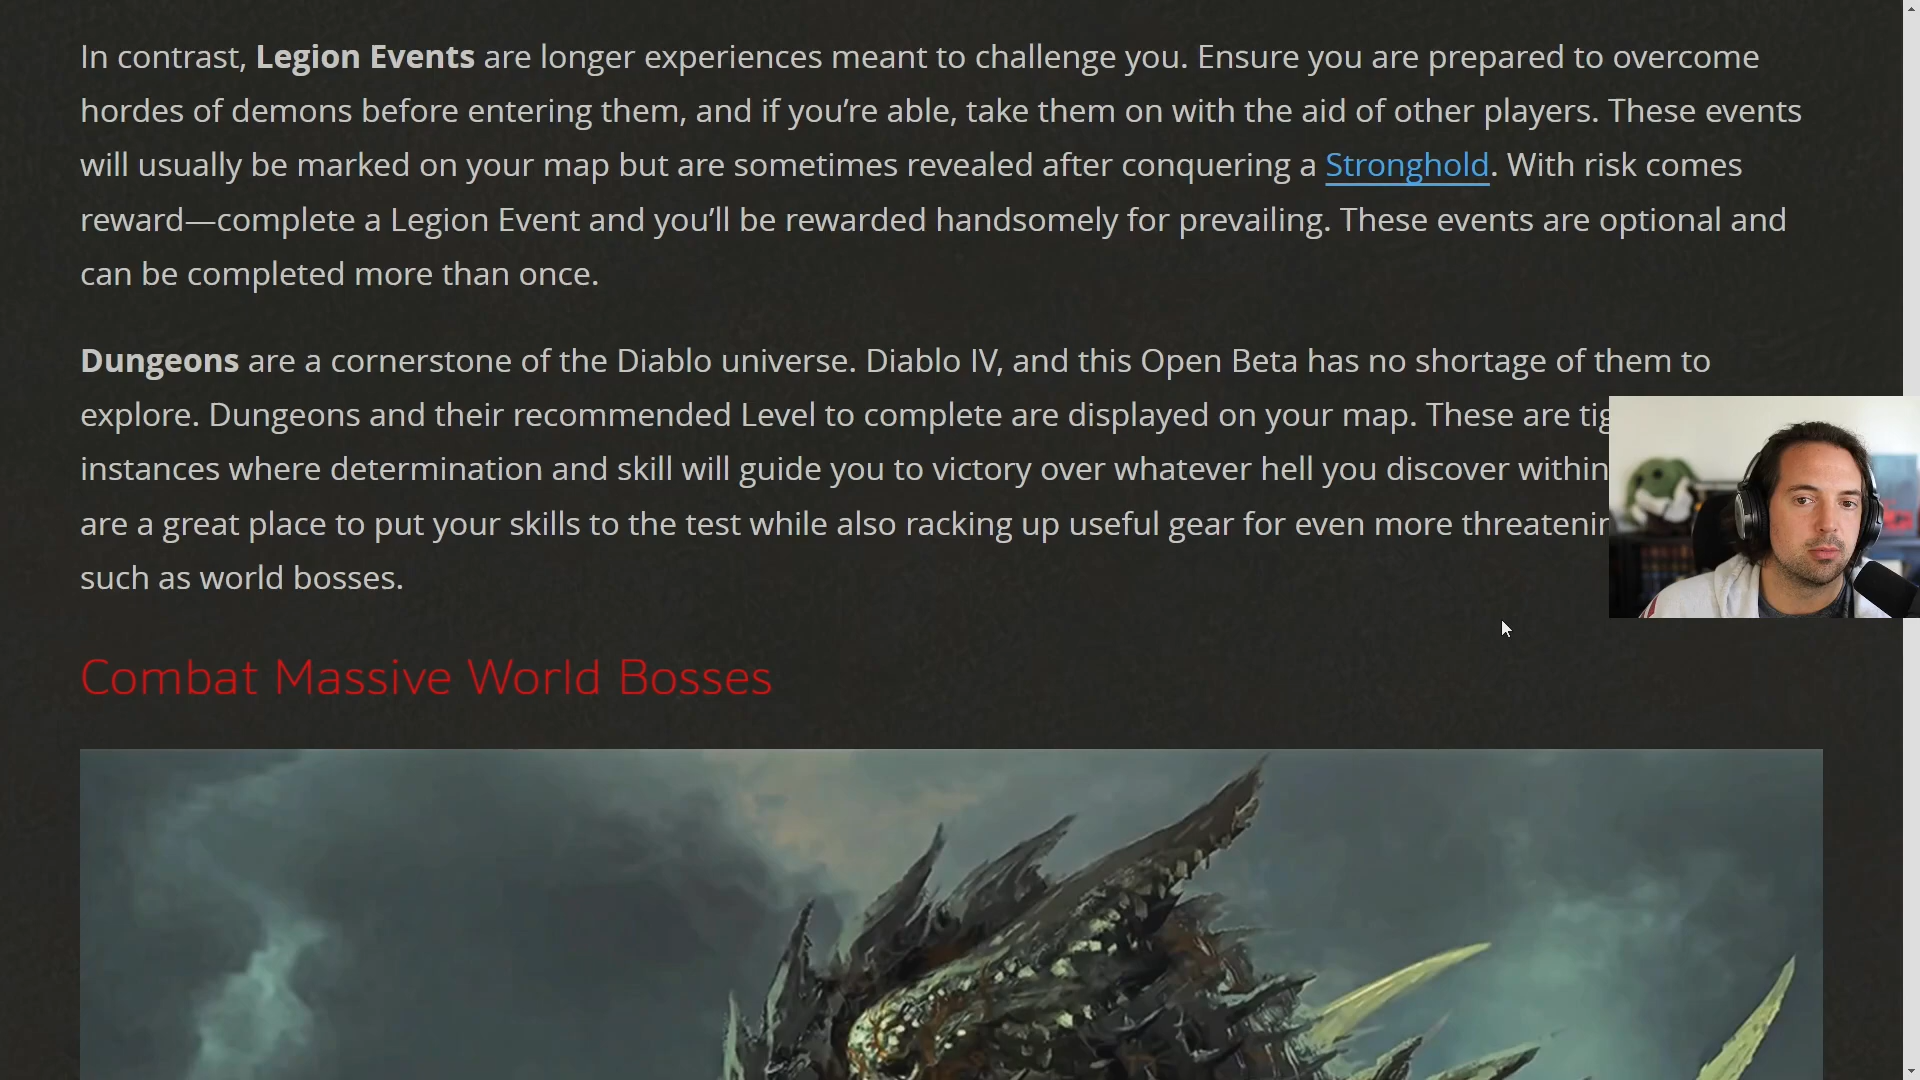 In contrast, Legion Events are longer experiences meant to challenge you. Ensure you are prepared to overcome
hordes of demons before entering them, and if you’re able, take them on with the aid of other players. These events
will usually be marked on your map but are sometimes revealed after conquering a Stronghold. With risk comes
reward—complete a Legion Event and you’ll be rewarded handsomely for prevailing. These events are optional and
can be completed more than once.
Dungeons are a cornerstone of the Diablo universe. Diablo IV, and this Open Beta has no shortage of them to
explore. Dungeons and their recommended Level to complete are displayed on your map. These are
instances where determination and skill will guide you to victory over whatever hell you discover within
are a great place to put your skills to the test while also racking up useful gear for even more
such as world bosses.
Combat Massive World Bosses